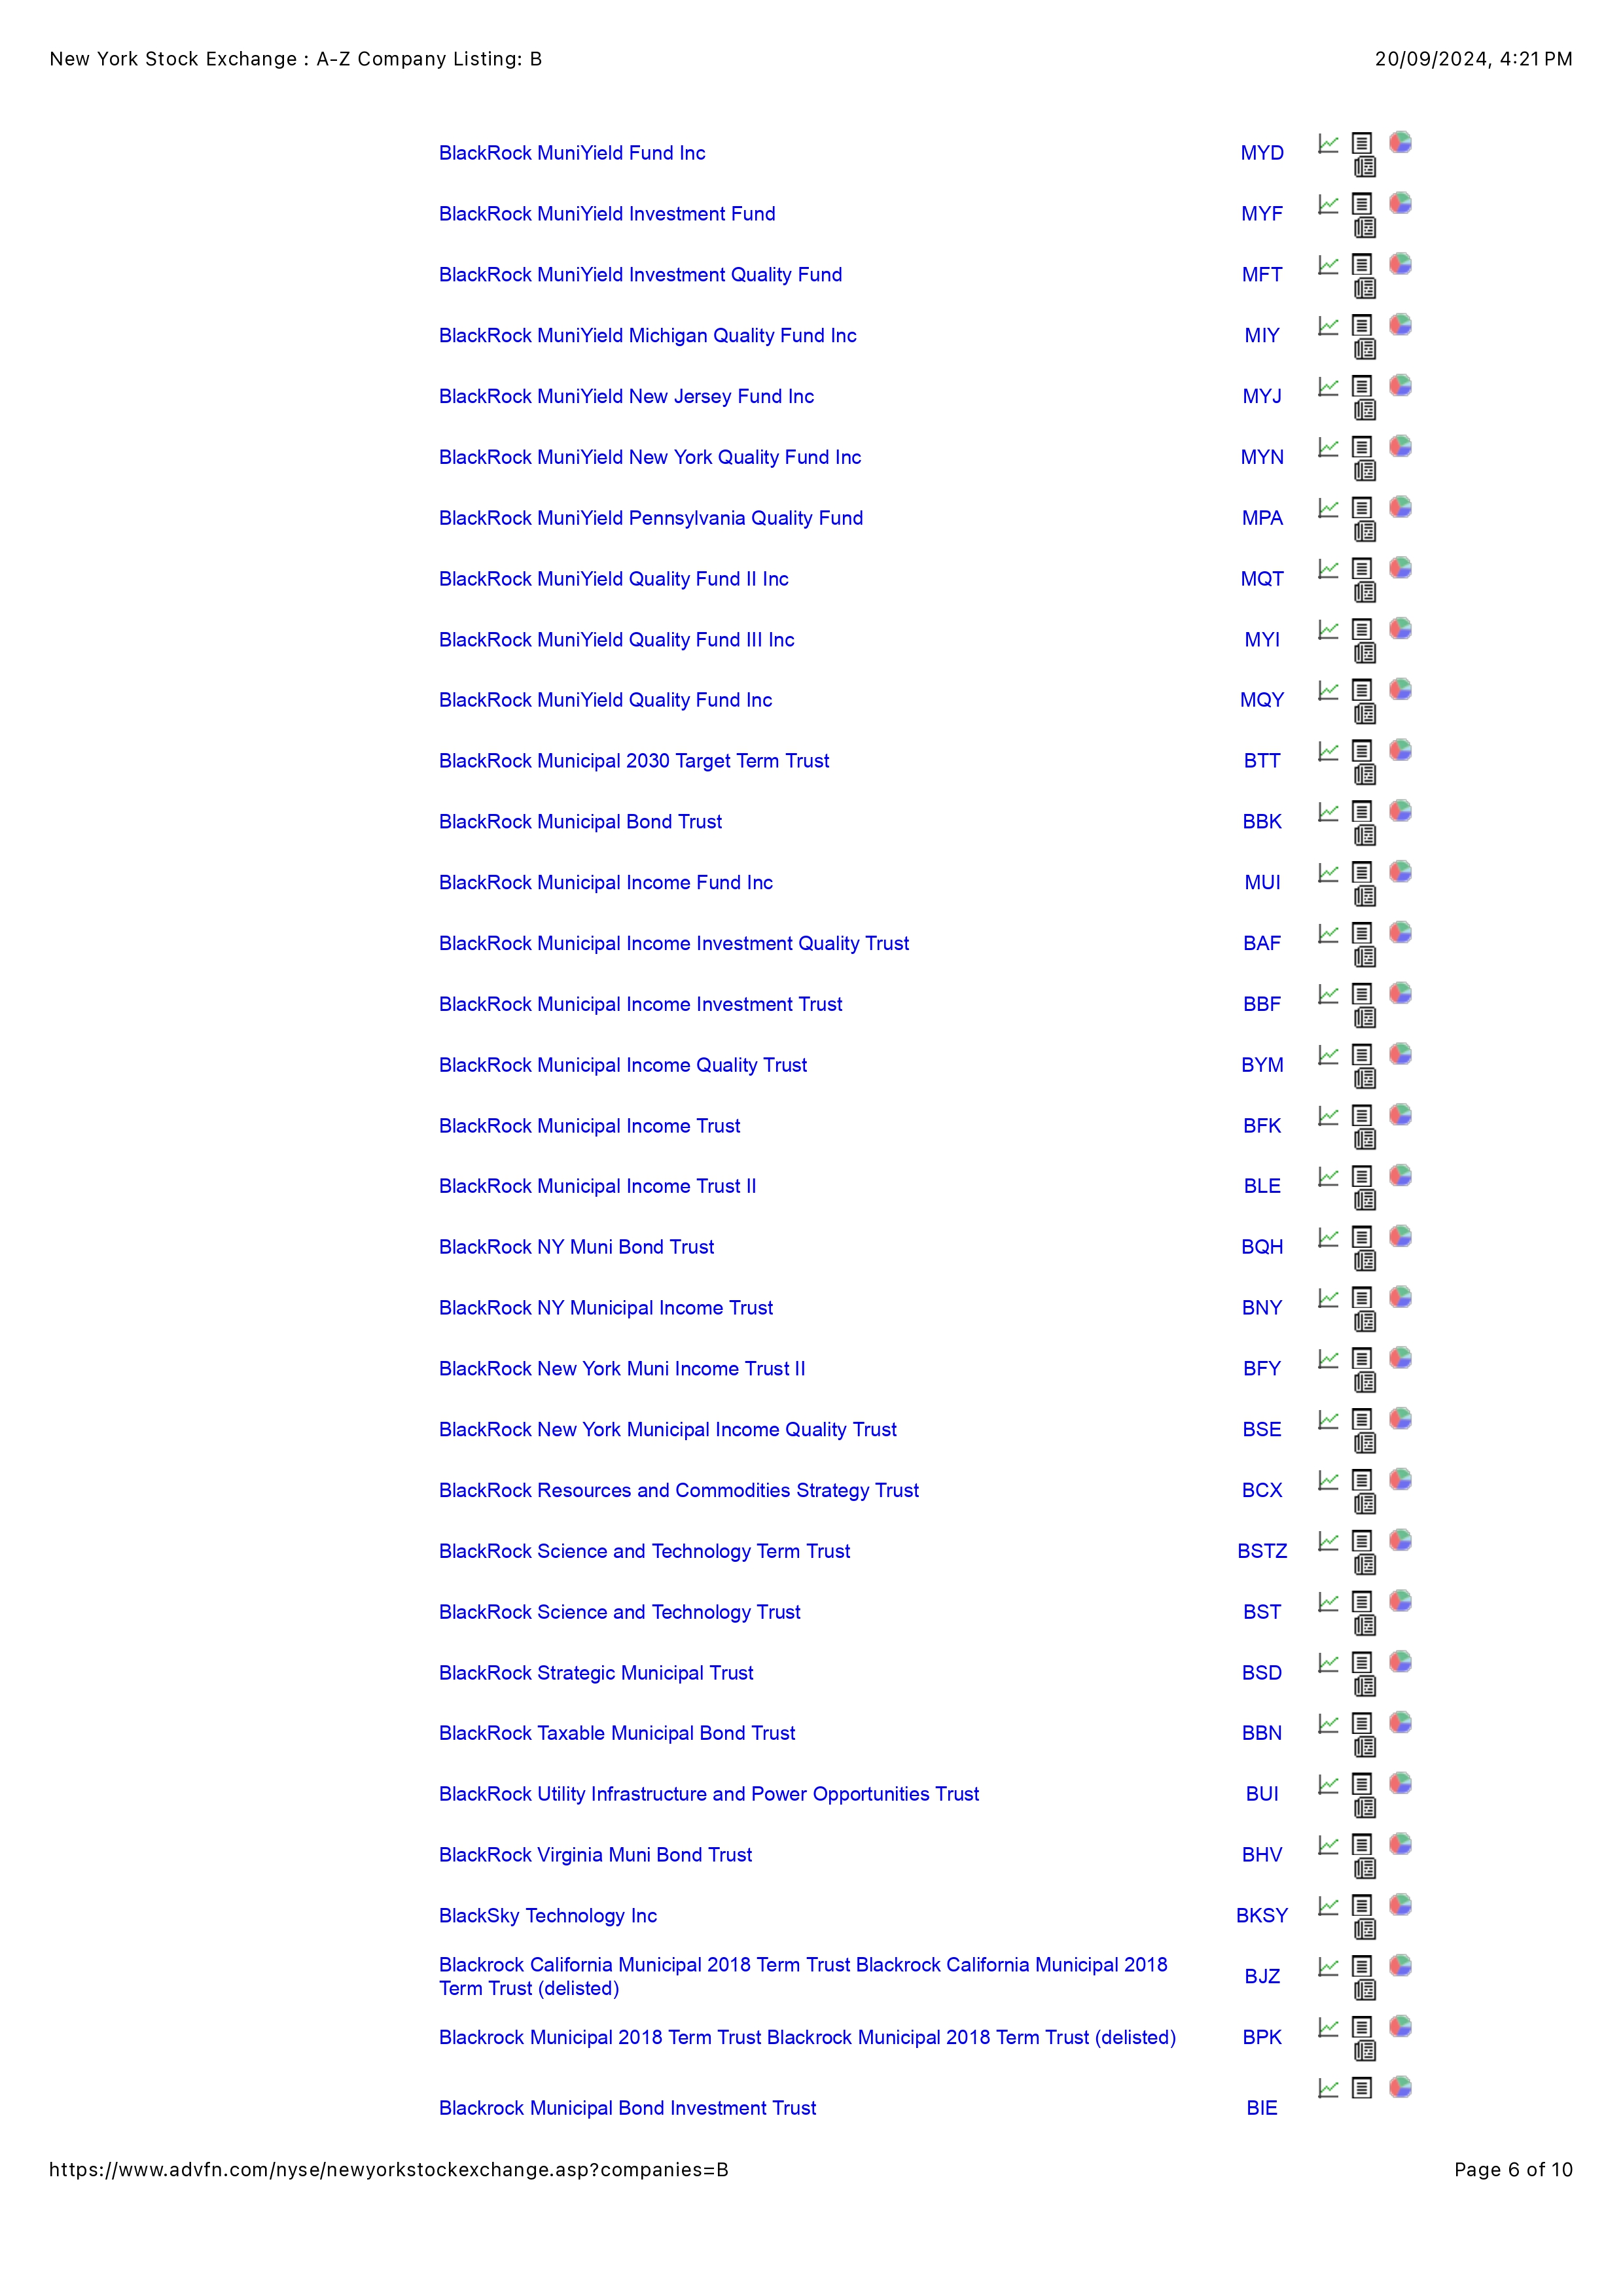 New York Stock Exchange : A-Z Company Listing: B 20/09/2024, 4:21 PM
BlackRock MuniYield Fund Inc MYD
BlackRock MuniYield Investment Fund MYF
BlackRock MuniYield Investment Quality Fund MFT
BlackRock MuniYield Michigan Quality Fund Inc MIY
BlackRock MuniYield New Jersey Fund Inc MYJ
BlackRock MuniYield New York Quality Fund Inc MYN
BlackRock MuniYield Pennsylvania Quality Fund MPA
BlackRock MuniYield Quality Fund II Inc MQT
BlackRock MuniYield Quality Fund III Inc MYI
BlackRock MuniYield Quality Fund Inc MQY
BlackRock Municipal 2030 Target Term Trust BTT
BlackRock Municipal Bond Trust BBK
BlackRock Municipal Income Fund Inc MUI
BlackRock Municipal Income Investment Quality Trust BAF
BlackRock Municipal Income Investment Trust BBF
BlackRock Municipal Income Quality Trust BYM
BlackRock Municipal Income Trust BFK
BlackRock Municipal Income Trust II BLE
BlackRock NY Muni Bond Trust BQH
BlackRock NY Municipal Income Trust BNY
BlackRock New York Muni Income Trust II BFY
BlackRock New York Municipal Income Quality Trust BSE
BlackRock Resources and Commodities Strategy Trust BCX
BlackRock Science and Technology Term Trust BSTZ
BlackRock Science and Technology Trust BST
BlackRock Strategic Municipal Trust BSD
BlackRock Taxable Municipal Bond Trust BBN
BlackRock Utility Infrastructure and Power Opportunities Trust BUI
BlackRock Virginia Muni Bond Trust BHV
BlackSky Technology Inc BKSY
Blackrock California Municipal 2018 Term Trust Blackrock California Municipal 2018
Term Trust (delisted) BJZ
Blackrock Municipal 2018 Term Trust Blackrock Municipal 2018 Term Trust (delisted) BPK
Blackrock Municipal Bond Investment Trust BIE
https://www.advfn.com/nyse/newyorkstockexchange.asp?companies=B Page 6 of 10